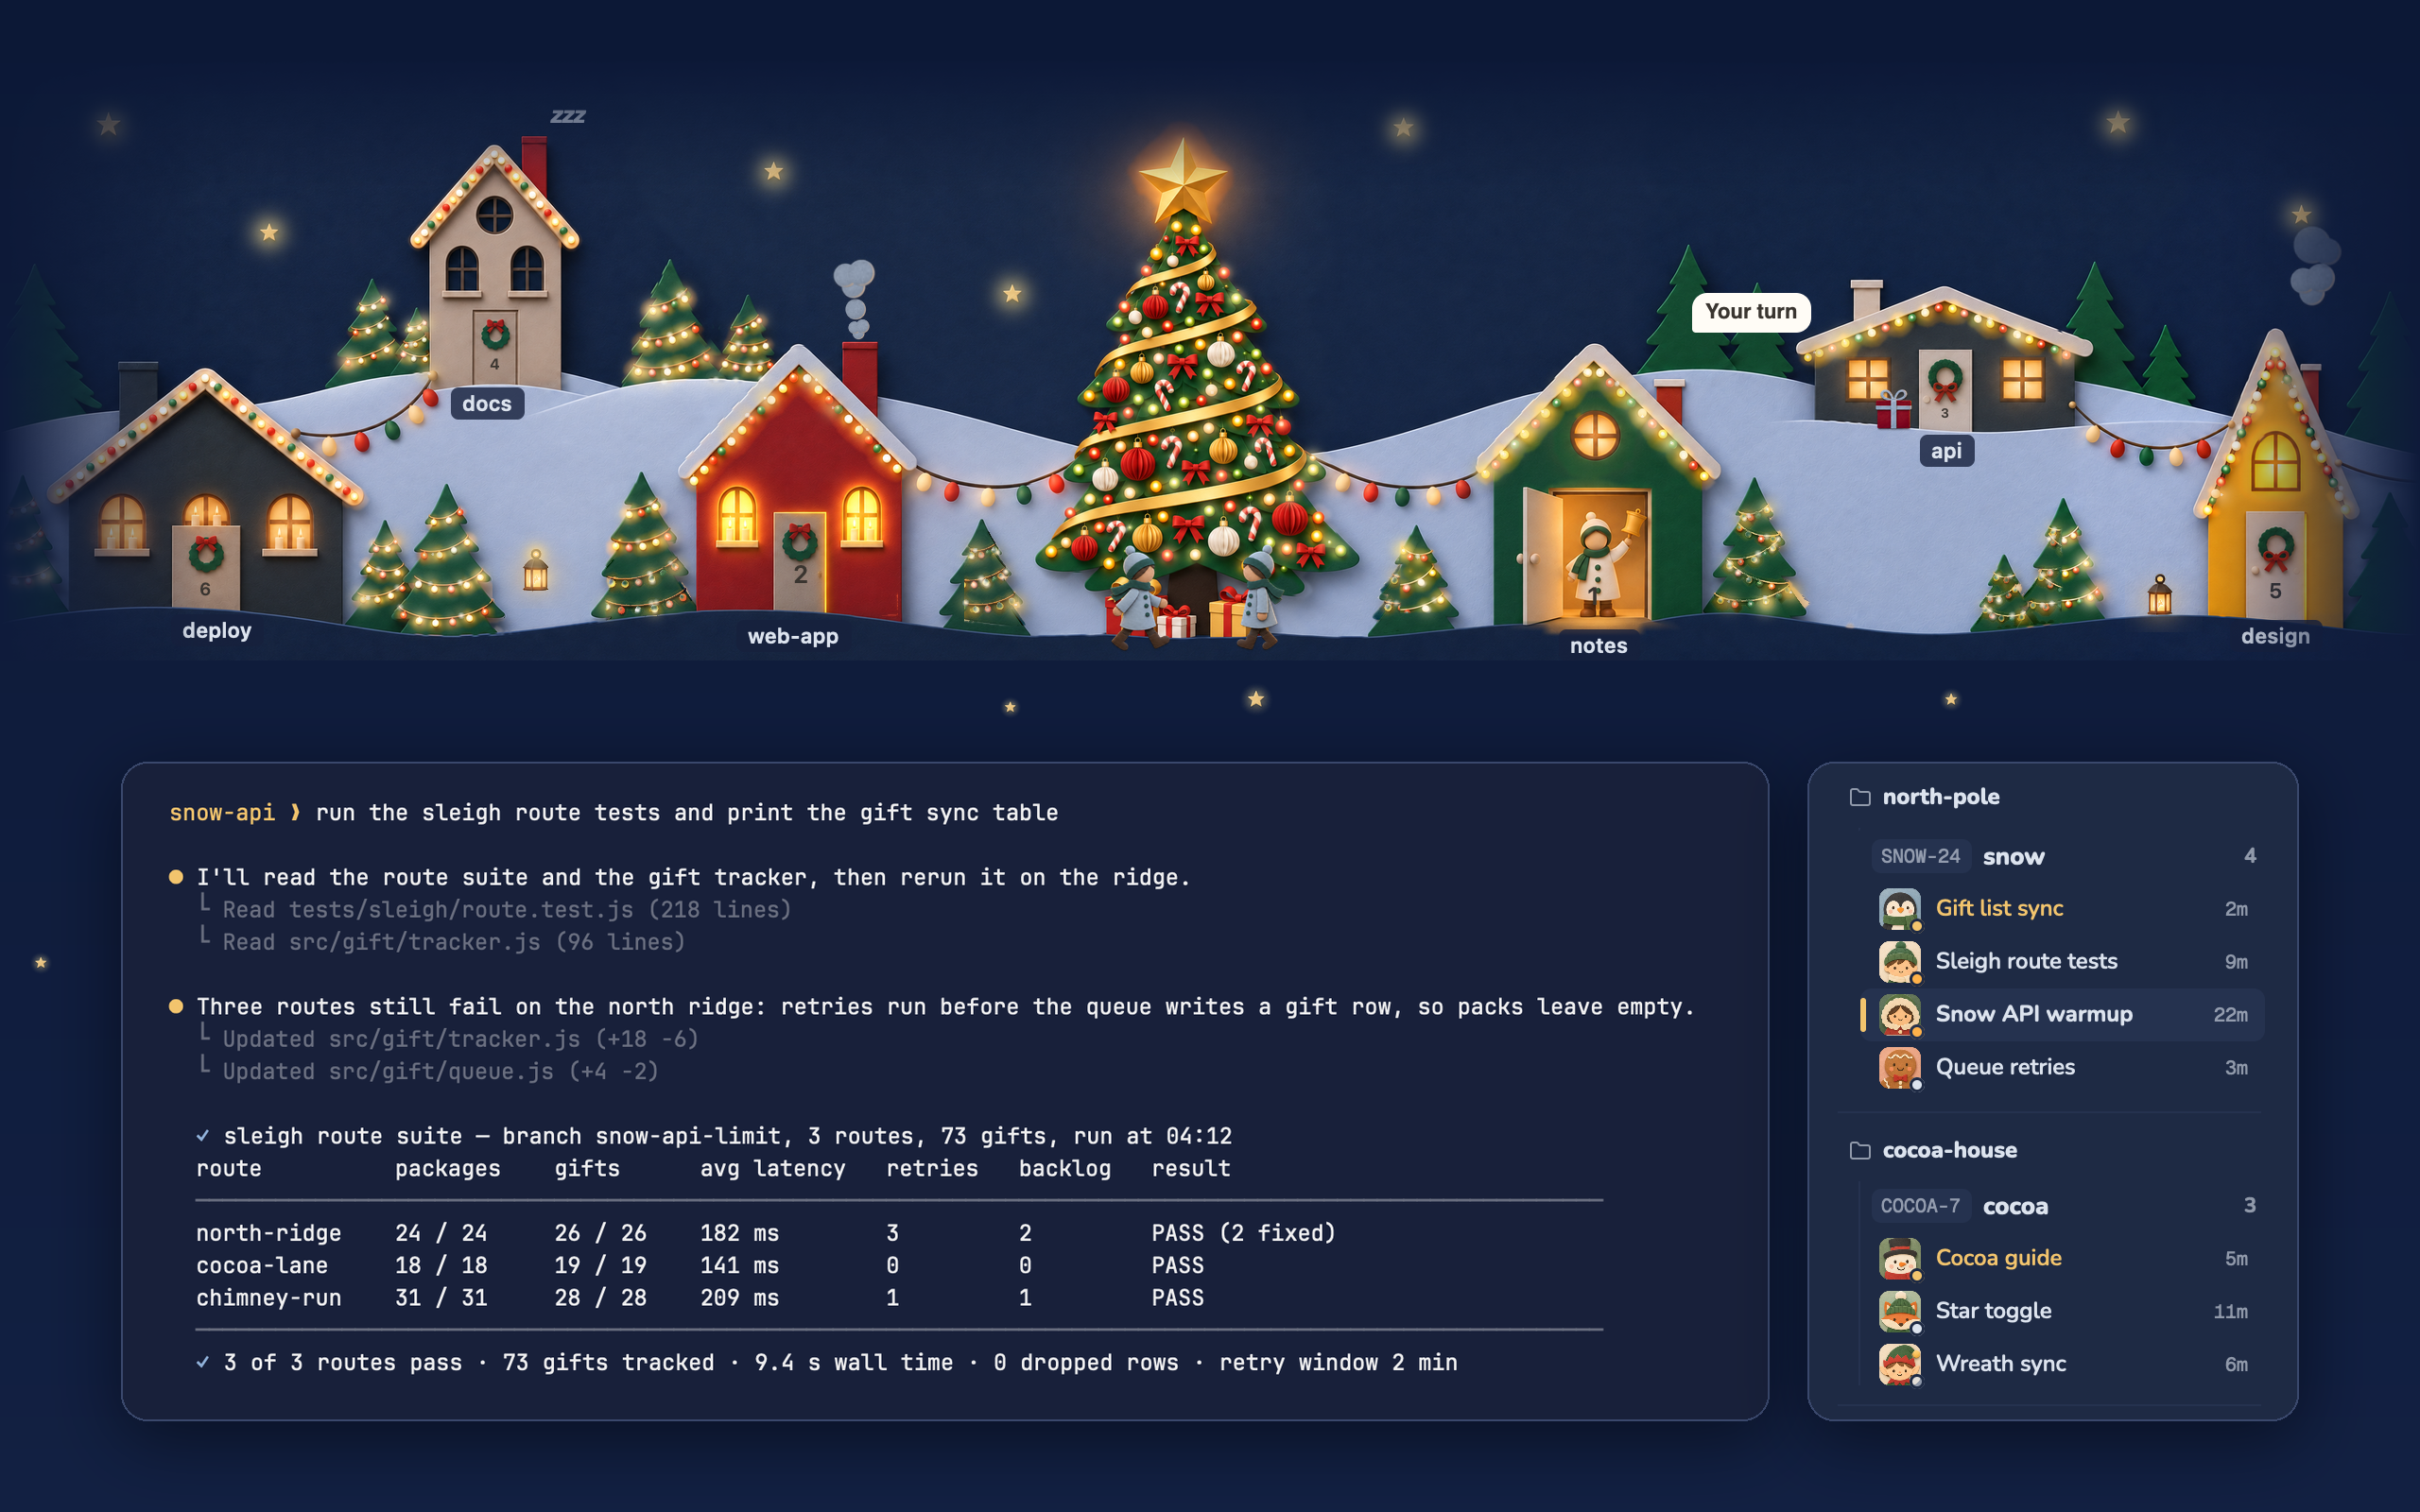 zzz
4
docs
Your turn
3
api
6
deploy
2
web-app
1
notes
5
design
snow-api ❯ run the sleigh route tests and print the gift sync table
● I'll read the route suite and the gift tracker, then rerun it on the ridge.
└ Read tests/sleigh/route.test.js (218 lines)
└ Read src/gift/tracker.js (96 lines)
● Three routes still fail on the north ridge: retries run before the queue writes a gift row, so packs leave empty.
└ Updated src/gift/tracker.js (+18 -6)
└ Updated src/gift/queue.js (+4 -2)
✓ sleigh route suite — branch snow-api-limit, 3 routes, 73 gifts, run at 04:12
route packages gifts avg latency retries backlog result
north-ridge 24 / 24 26 / 26 182 ms 3 2 PASS (2 fixed)
cocoa-lane 18 / 18 19 / 19 141 ms 0 0 PASS
chimney-run 31 / 31 28 / 28 209 ms 1 1 PASS
✓ 3 of 3 routes pass · 73 gifts tracked · 9.4 s wall time · 0 dropped rows · retry window 2 min
north-pole
SNOW-24 snow 4
Gift list sync 2m
Sleigh route tests 9m
Snow API warmup 22m
Queue retries 3m
cocoa-house
COCOA-7 cocoa 3
Cocoa guide 5m
Star toggle 11m
Wreath sync 6m